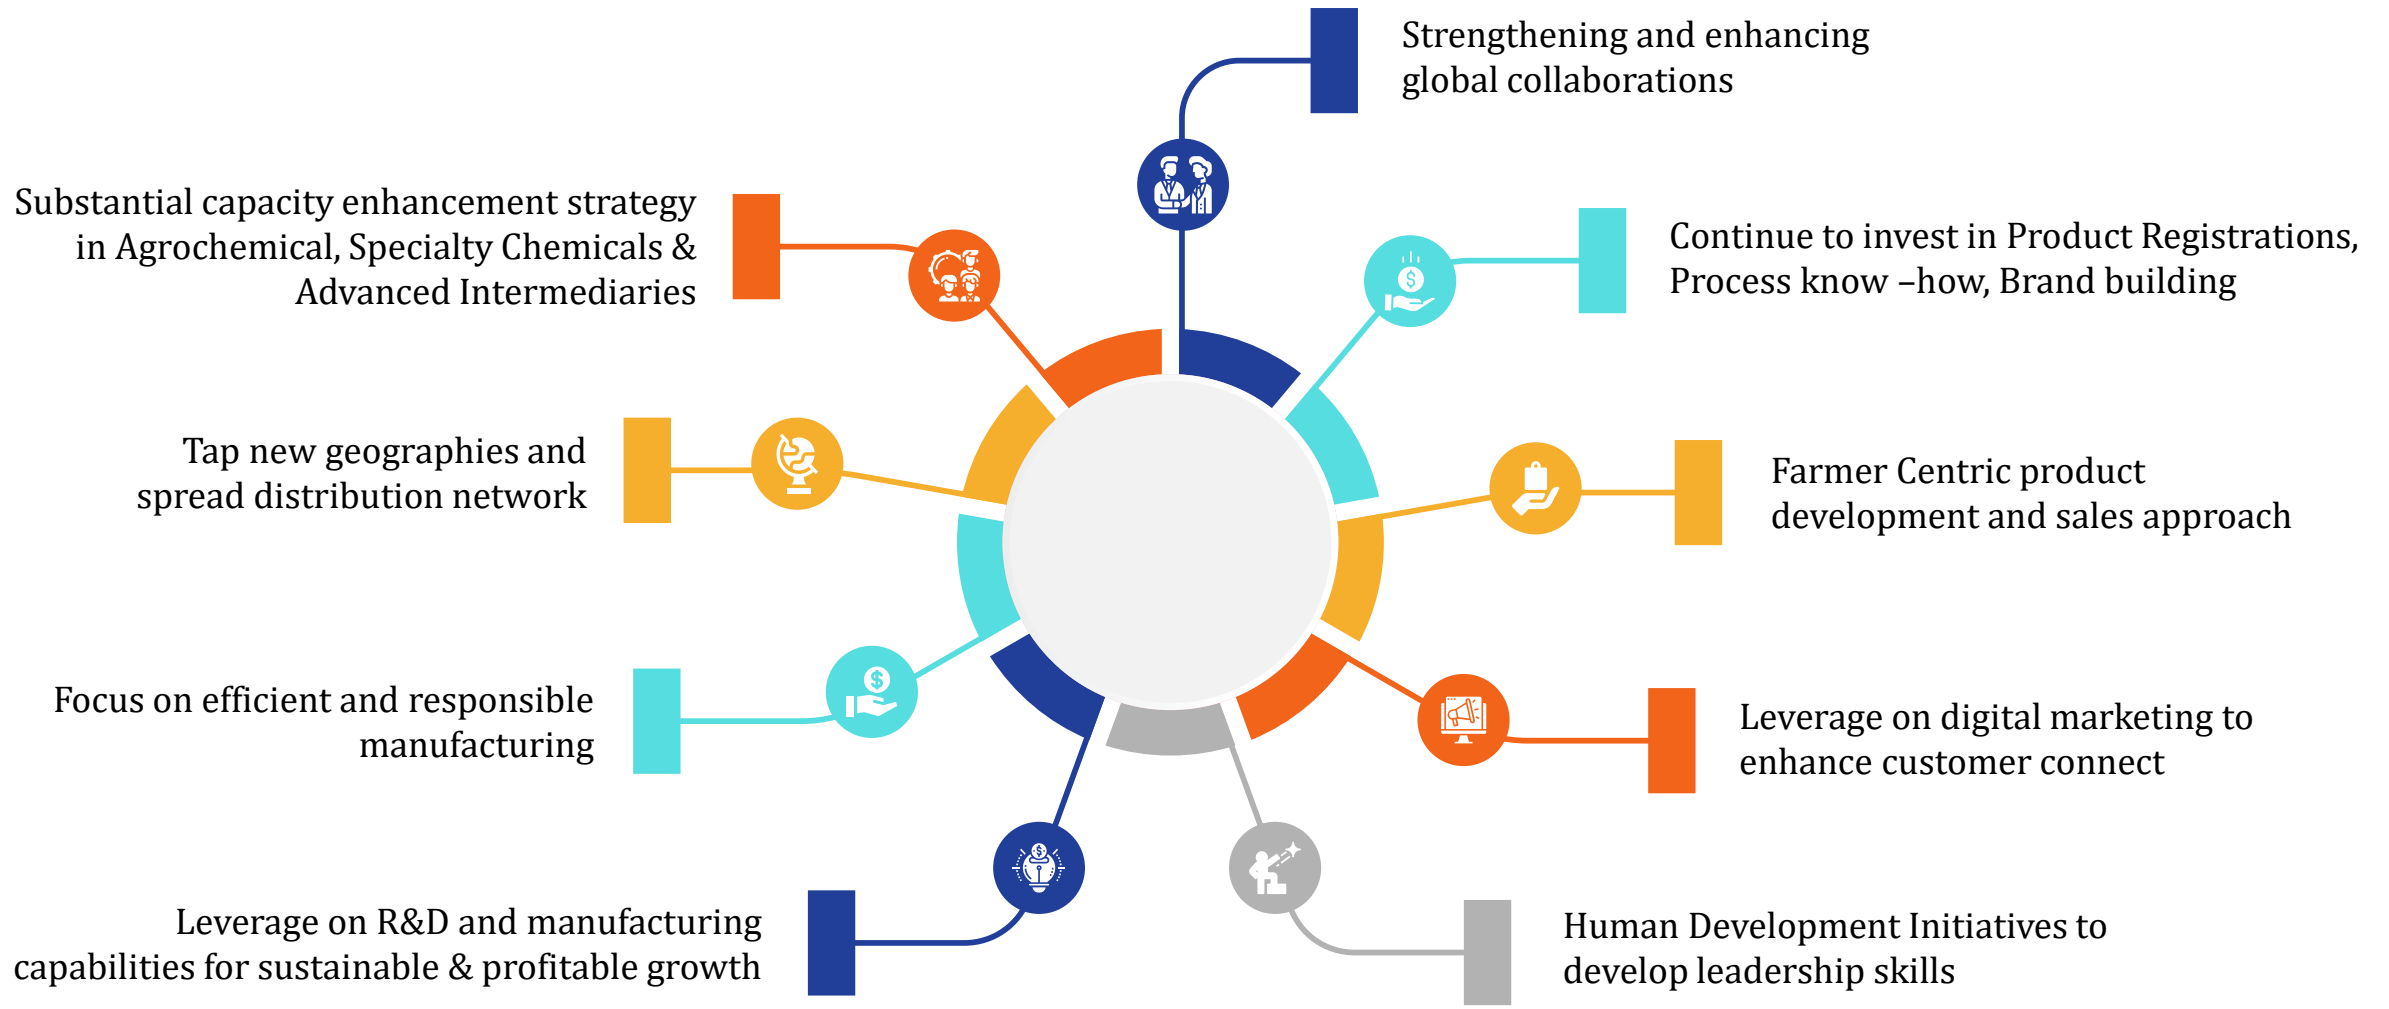 Strengthening and enhancing
global collaborations
Continue to invest in Product Registrations,
Process know –how, Brand building
Farmer Centric product
development and sales approach
Leverage on digital marketing to
enhance customer connect
Human Development Initiatives to
develop leadership skills
Leverage on R&D and manufacturing
capabilities for sustainable & profitable growth
Focus on efficient and responsible
manufacturing
Tap new geographies and
spread distribution network
Substantial capacity enhancement strategy
in Agrochemical, Specialty Chemicals &
Advanced Intermediaries